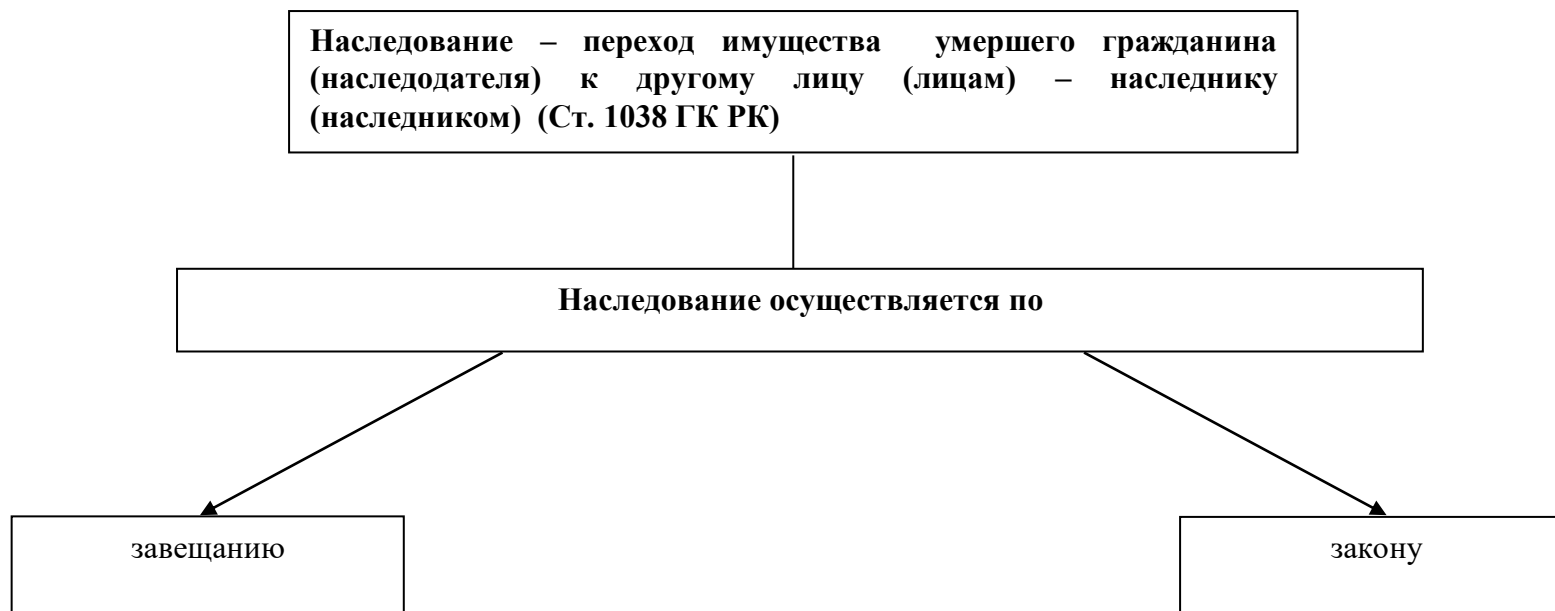 Наследование – переход имущества умершего гражданина
(наследодателя) к другому лицу (лицам) – наследнику
(наследником) (Ст. 1038 ГК РК)
Наследование осуществляется по
завещанию
закону